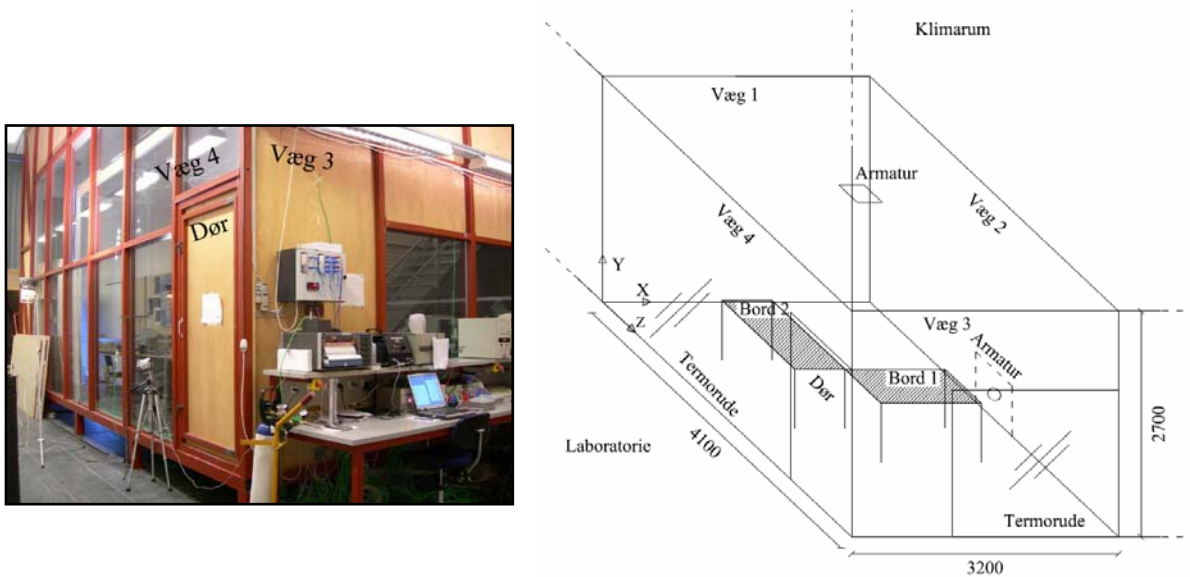 Væg 4
Væg 3
Dør
Klimarum
Væg 1
Armatur
Væg 2
Væg 4
Y
X
Z
Bord 2
Væg 3
Armatur
Termorude
Dør
Bord 1
2700
Laboratorie
4100
Termorude
3200